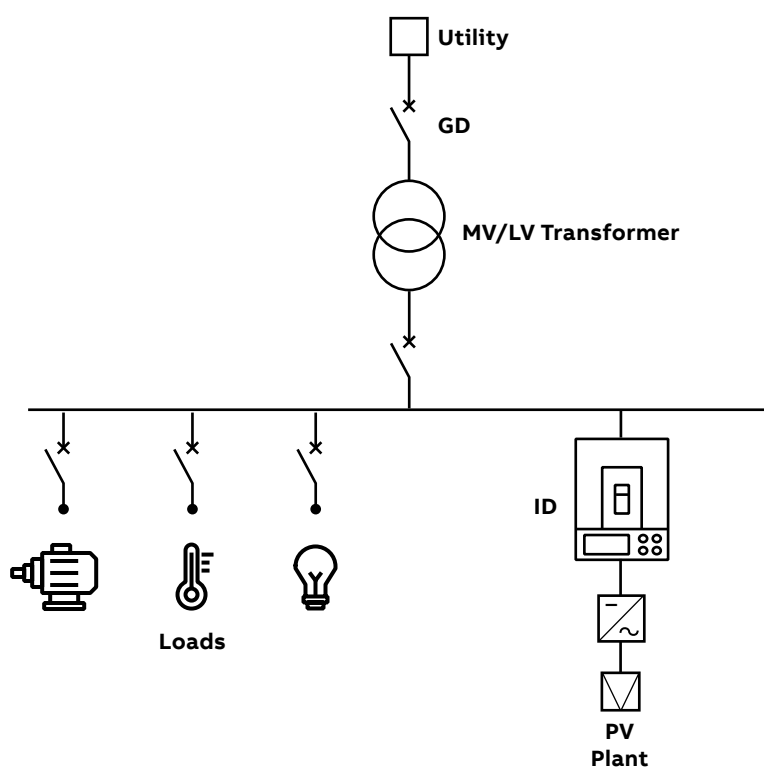 Utility
GD
MV/LV Transformer
ID
Loads
PV
Plant